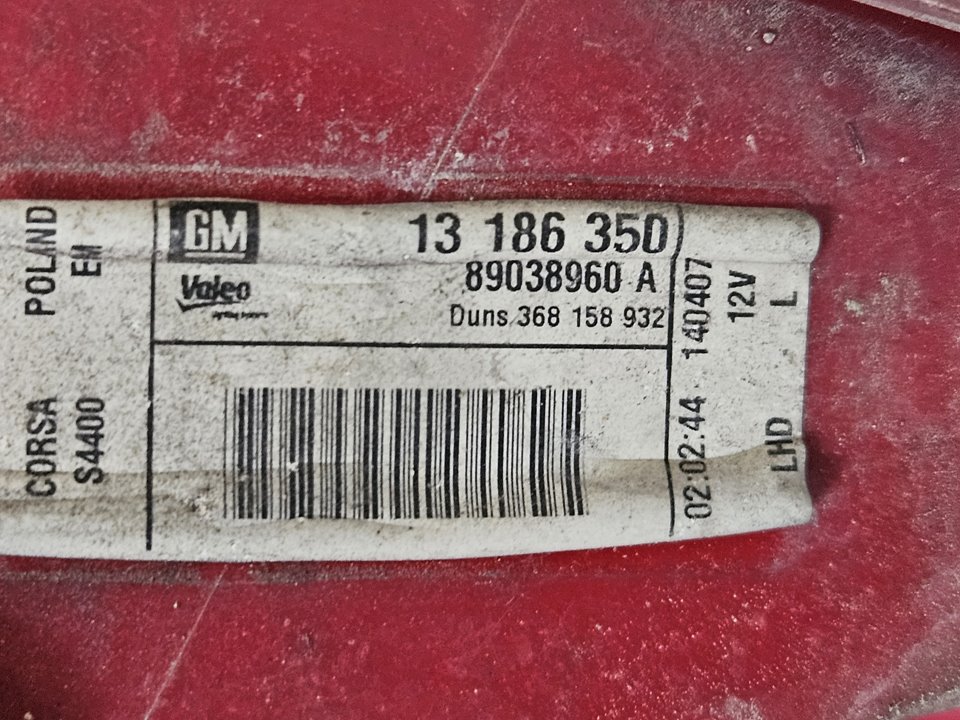 CORSA POLAND
S4400 EM
GM
13 186 350
Valeo
89038960 A
Duns 368 158 932
02:02:44 140407
12V
LHD L